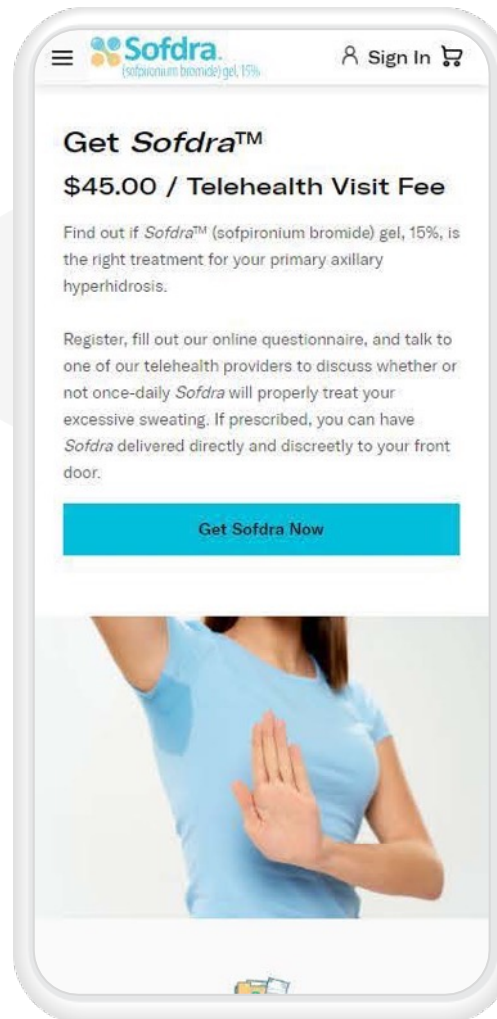 Sofdra.
(sofpironium bromide) gel, 15%
Sign In
Get Sofdra™
$45.00 / Telehealth Visit Fee
Find out if Sofdra™ (sofpironium bromide) gel, 15%, is
the right treatment for your primary axillary
hyperhidrosis.
Register, fill out our online questionnaire, and talk to
one of our telehealth providers to discuss whether or
not once-daily Sofdra will properly treat your
excessive sweating. If prescribed, you can have
Sofdra delivered directly and discreetly to your front
door.
Get Sofdra Now